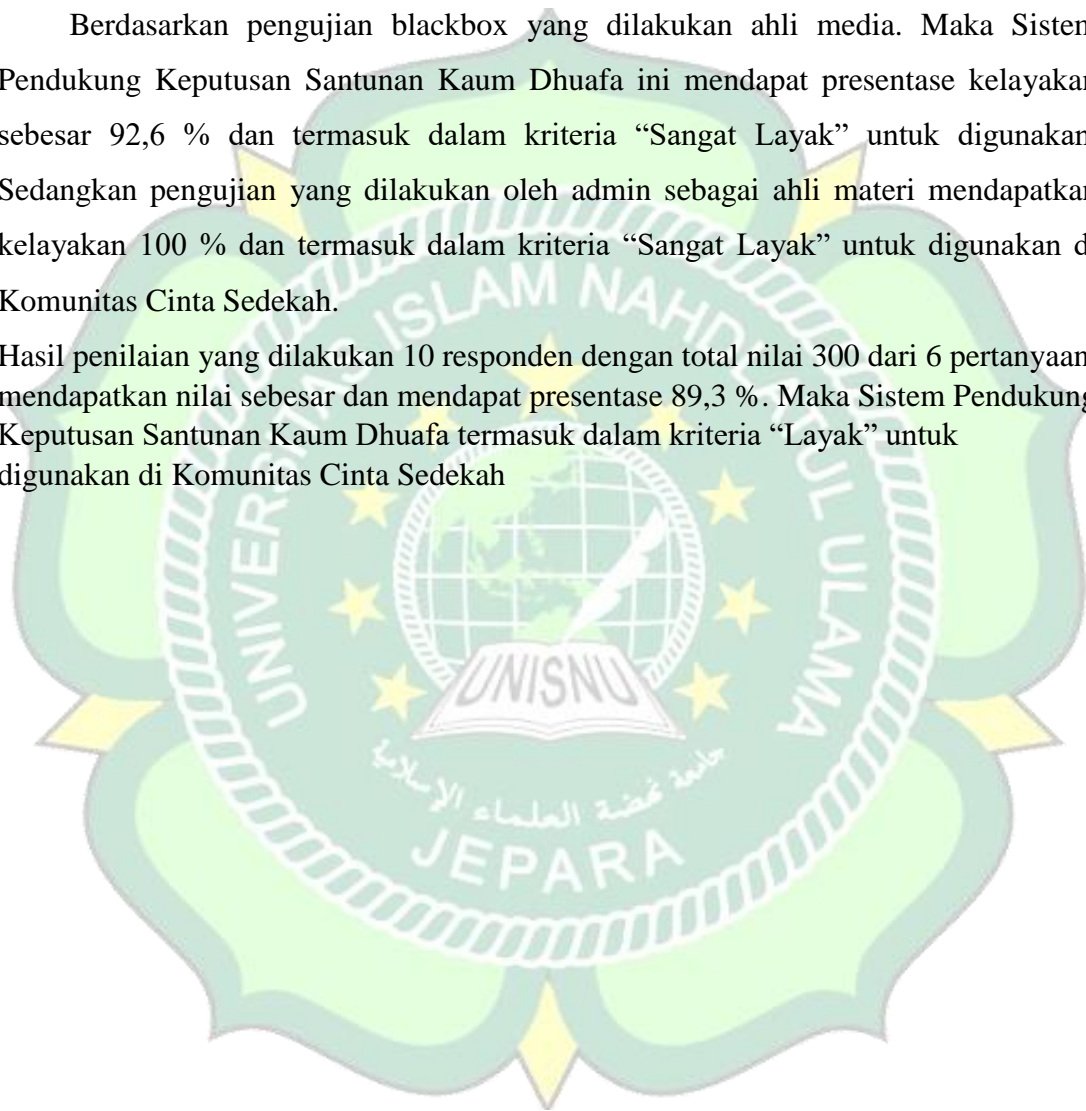 Berdasarkan pengujian blackbox yang dilakukan ahli media. Maka Sistem
Pendukung Keputusan Santunan Kaum Dhuafa ini mendapat presentase kelayakan
sebesar 92,6 % dan termasuk dalam kriteria “Sangat Layak” untuk digunakan
Sedangkan pengujian yang dilakukan oleh admin sebagai ahli materi mendapatkan
kelayakan 100 % dan termasuk dalam kriteria “Sangat Layak” untuk digunakan di
Komunitas Cinta Sedekah.
Hasil penilaian yang dilakukan 10 responden dengan total nilai 300 dari 6 pertanyaan
mendapatkan nilai sebesar dan mendapat presentase 89,3 %. Maka Sistem Pendukung
Keputusan Santunan Kaum Dhuafa termasuk dalam kriteria “Layak” untuk
digunakan di Komunitas Cinta Sedekah
UNIVERSITAS ISLAM NAHDLATUL ULAMA
UNISNU
جامعة نهضة العلماء الإسلامية
JEPARA